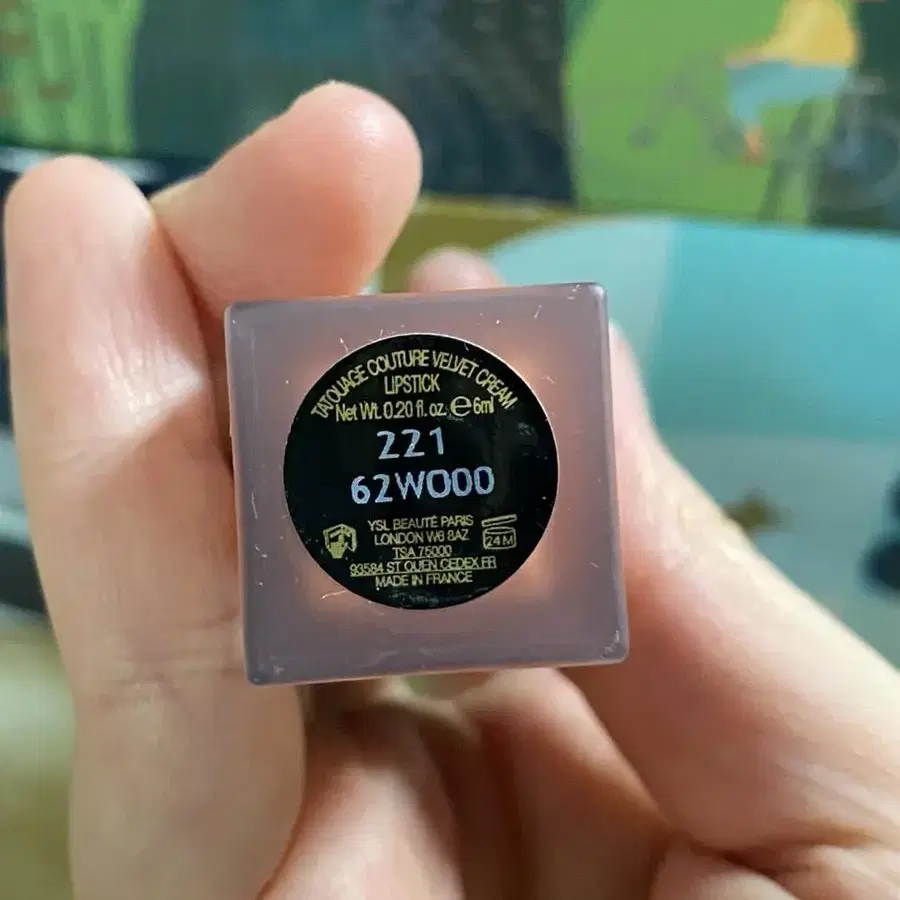 TATOUAGE COUTURE VELVET CREAM
LIPSTICK
Net Wt. 0.20 fl. oz. ℮ 6ml
221
62W000
YSL BEAUTÉ PARIS
LONDON W6 8AZ
24 M
TSA 75000
93584 ST OUEN CEDEX FR
MADE IN FRANCE